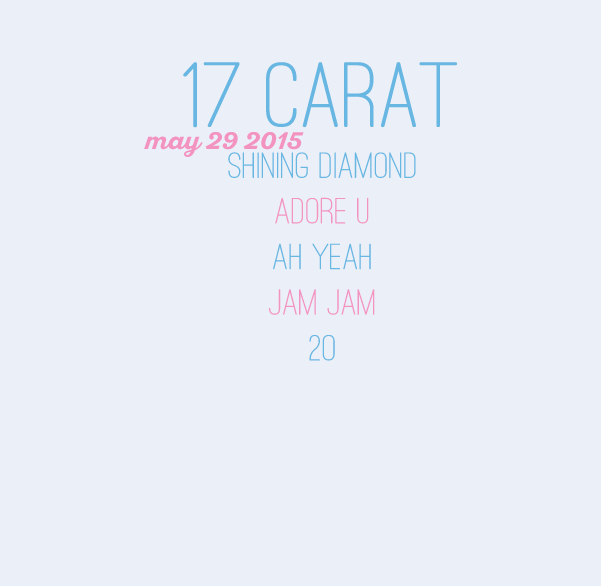 17 CARAT
may 29 2015
SHINING DIAMOND
ADORE U
AH YEAH
JAM JAM
20